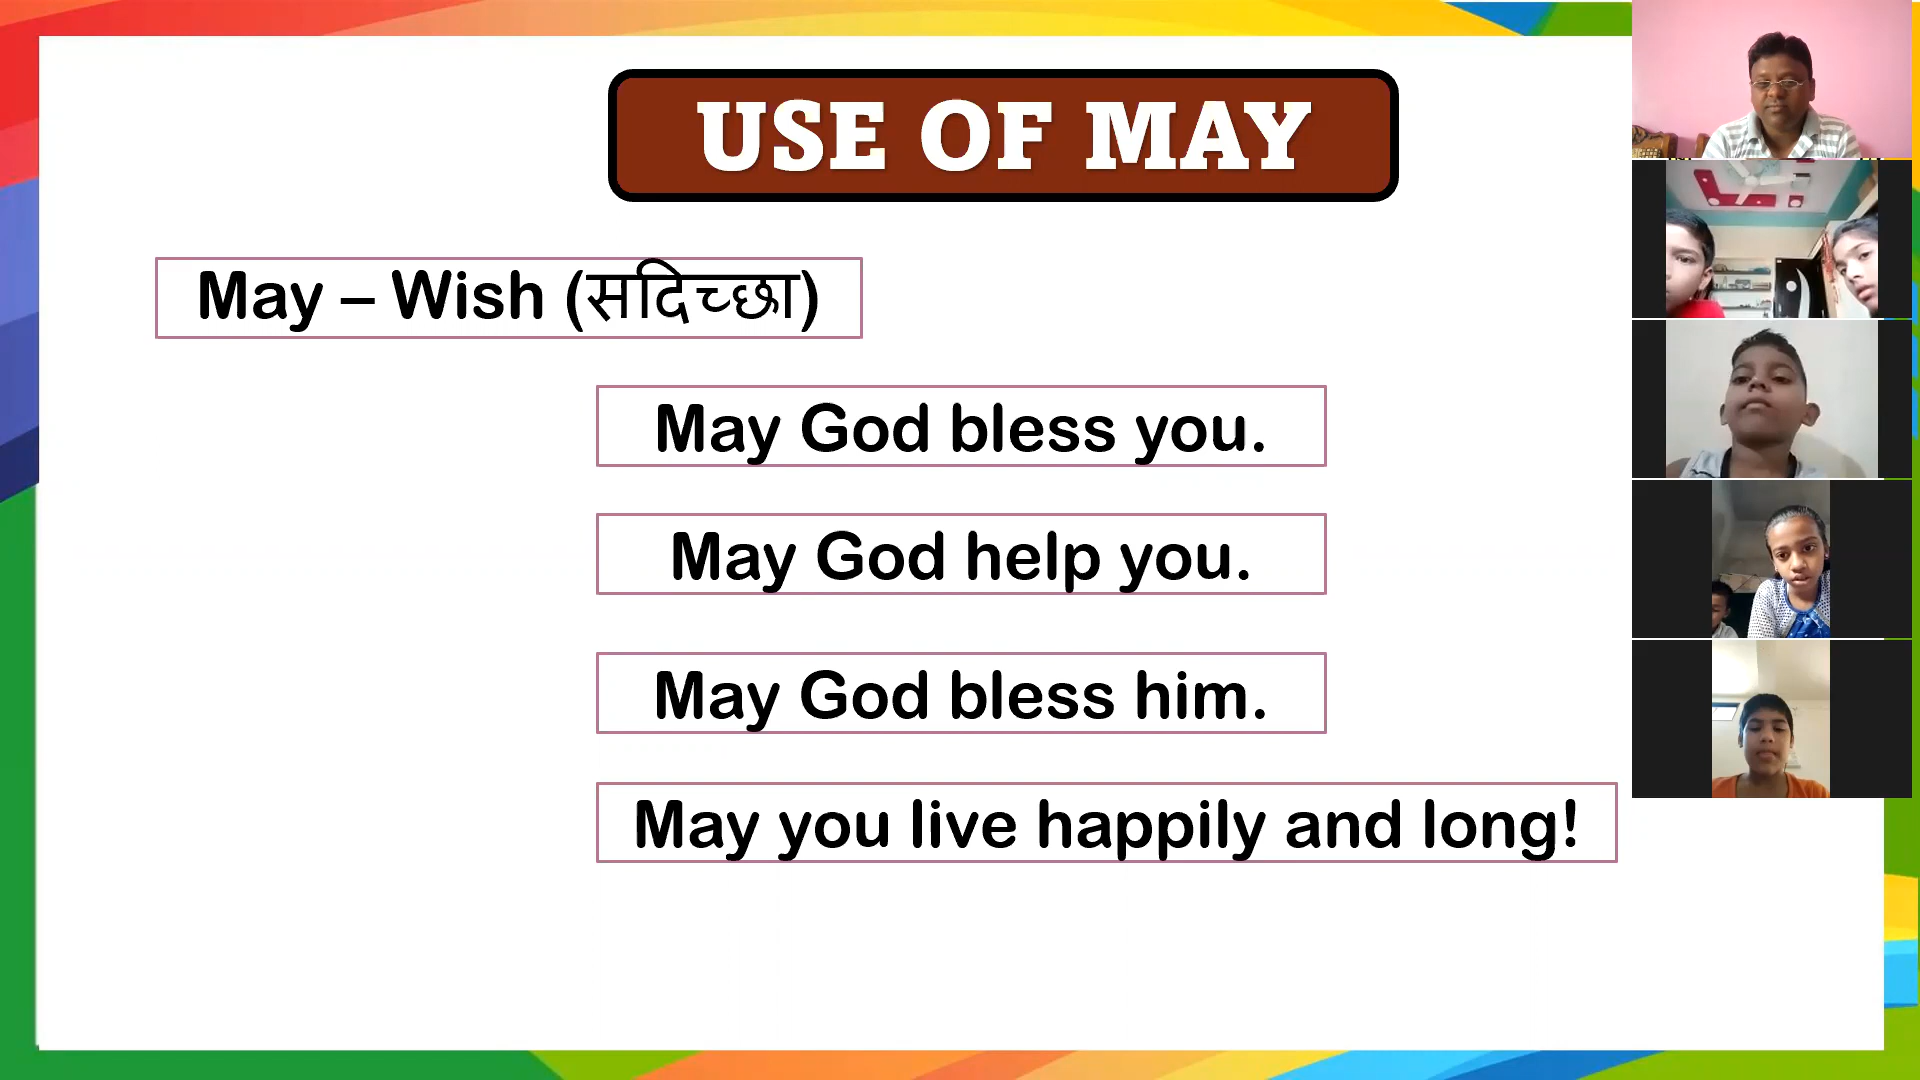 USE OF MAY
May – Wish (सदिच्छा)
May God bless you.
May God help you.
May God bless him.
May you live happily and long!